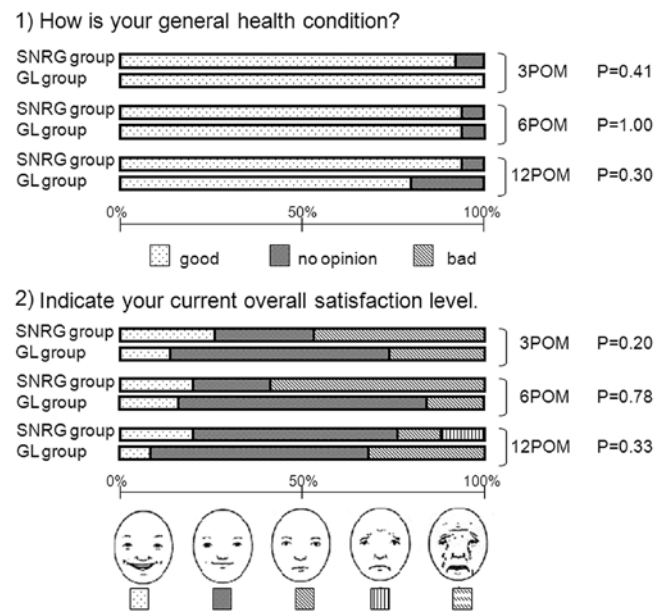 1) How is your general health condition?
SNRG group
GL group
3POM P=0.41
SNRG group
GL group
6POM P=1.00
SNRG group
GL group
12POM P=0.30
0% 50% 100%
good no opinion bad
2) Indicate your current overall satisfaction level.
SNRG group
GL group
3POM P=0.20
SNRG group
GL group
6POM P=0.78
SNRG group
GL group
12POM P=0.33
0% 50% 100%